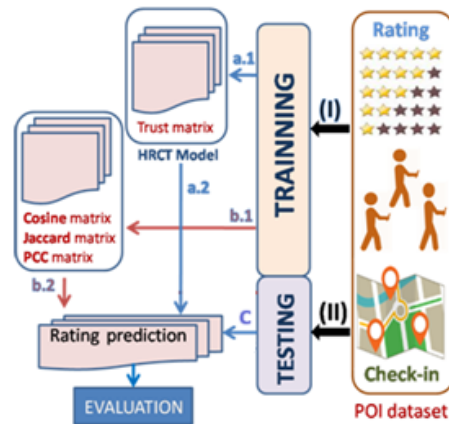 Rating
a.1
Trust matrix
HRCT Model
(I)
TRAINNING
a.2
b.1
Cosine matrix
Jaccard matrix
PCC matrix
b.2
C
(II)
TESTING
Rating prediction
Check-in
EVALUATION
POI dataset